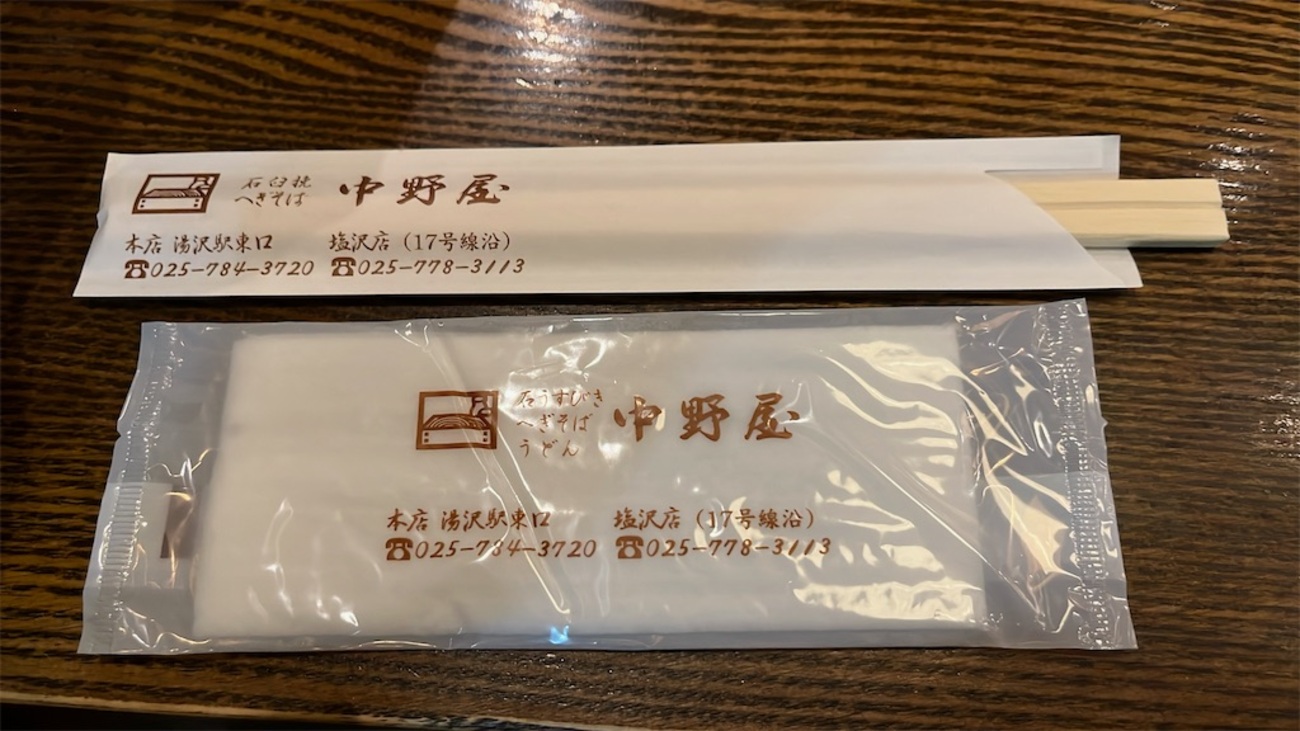 石臼挽
へぎそば
中野屋
本店 湯沢駅東口
☎025-784-3720
塩沢店（17号線沿）
☎025-778-3113
石うすびき
へぎそば
うどん
中野屋
本店 湯沢駅東口
☎025-784-3720
塩沢店（17号線沿）
☎025-778-3113